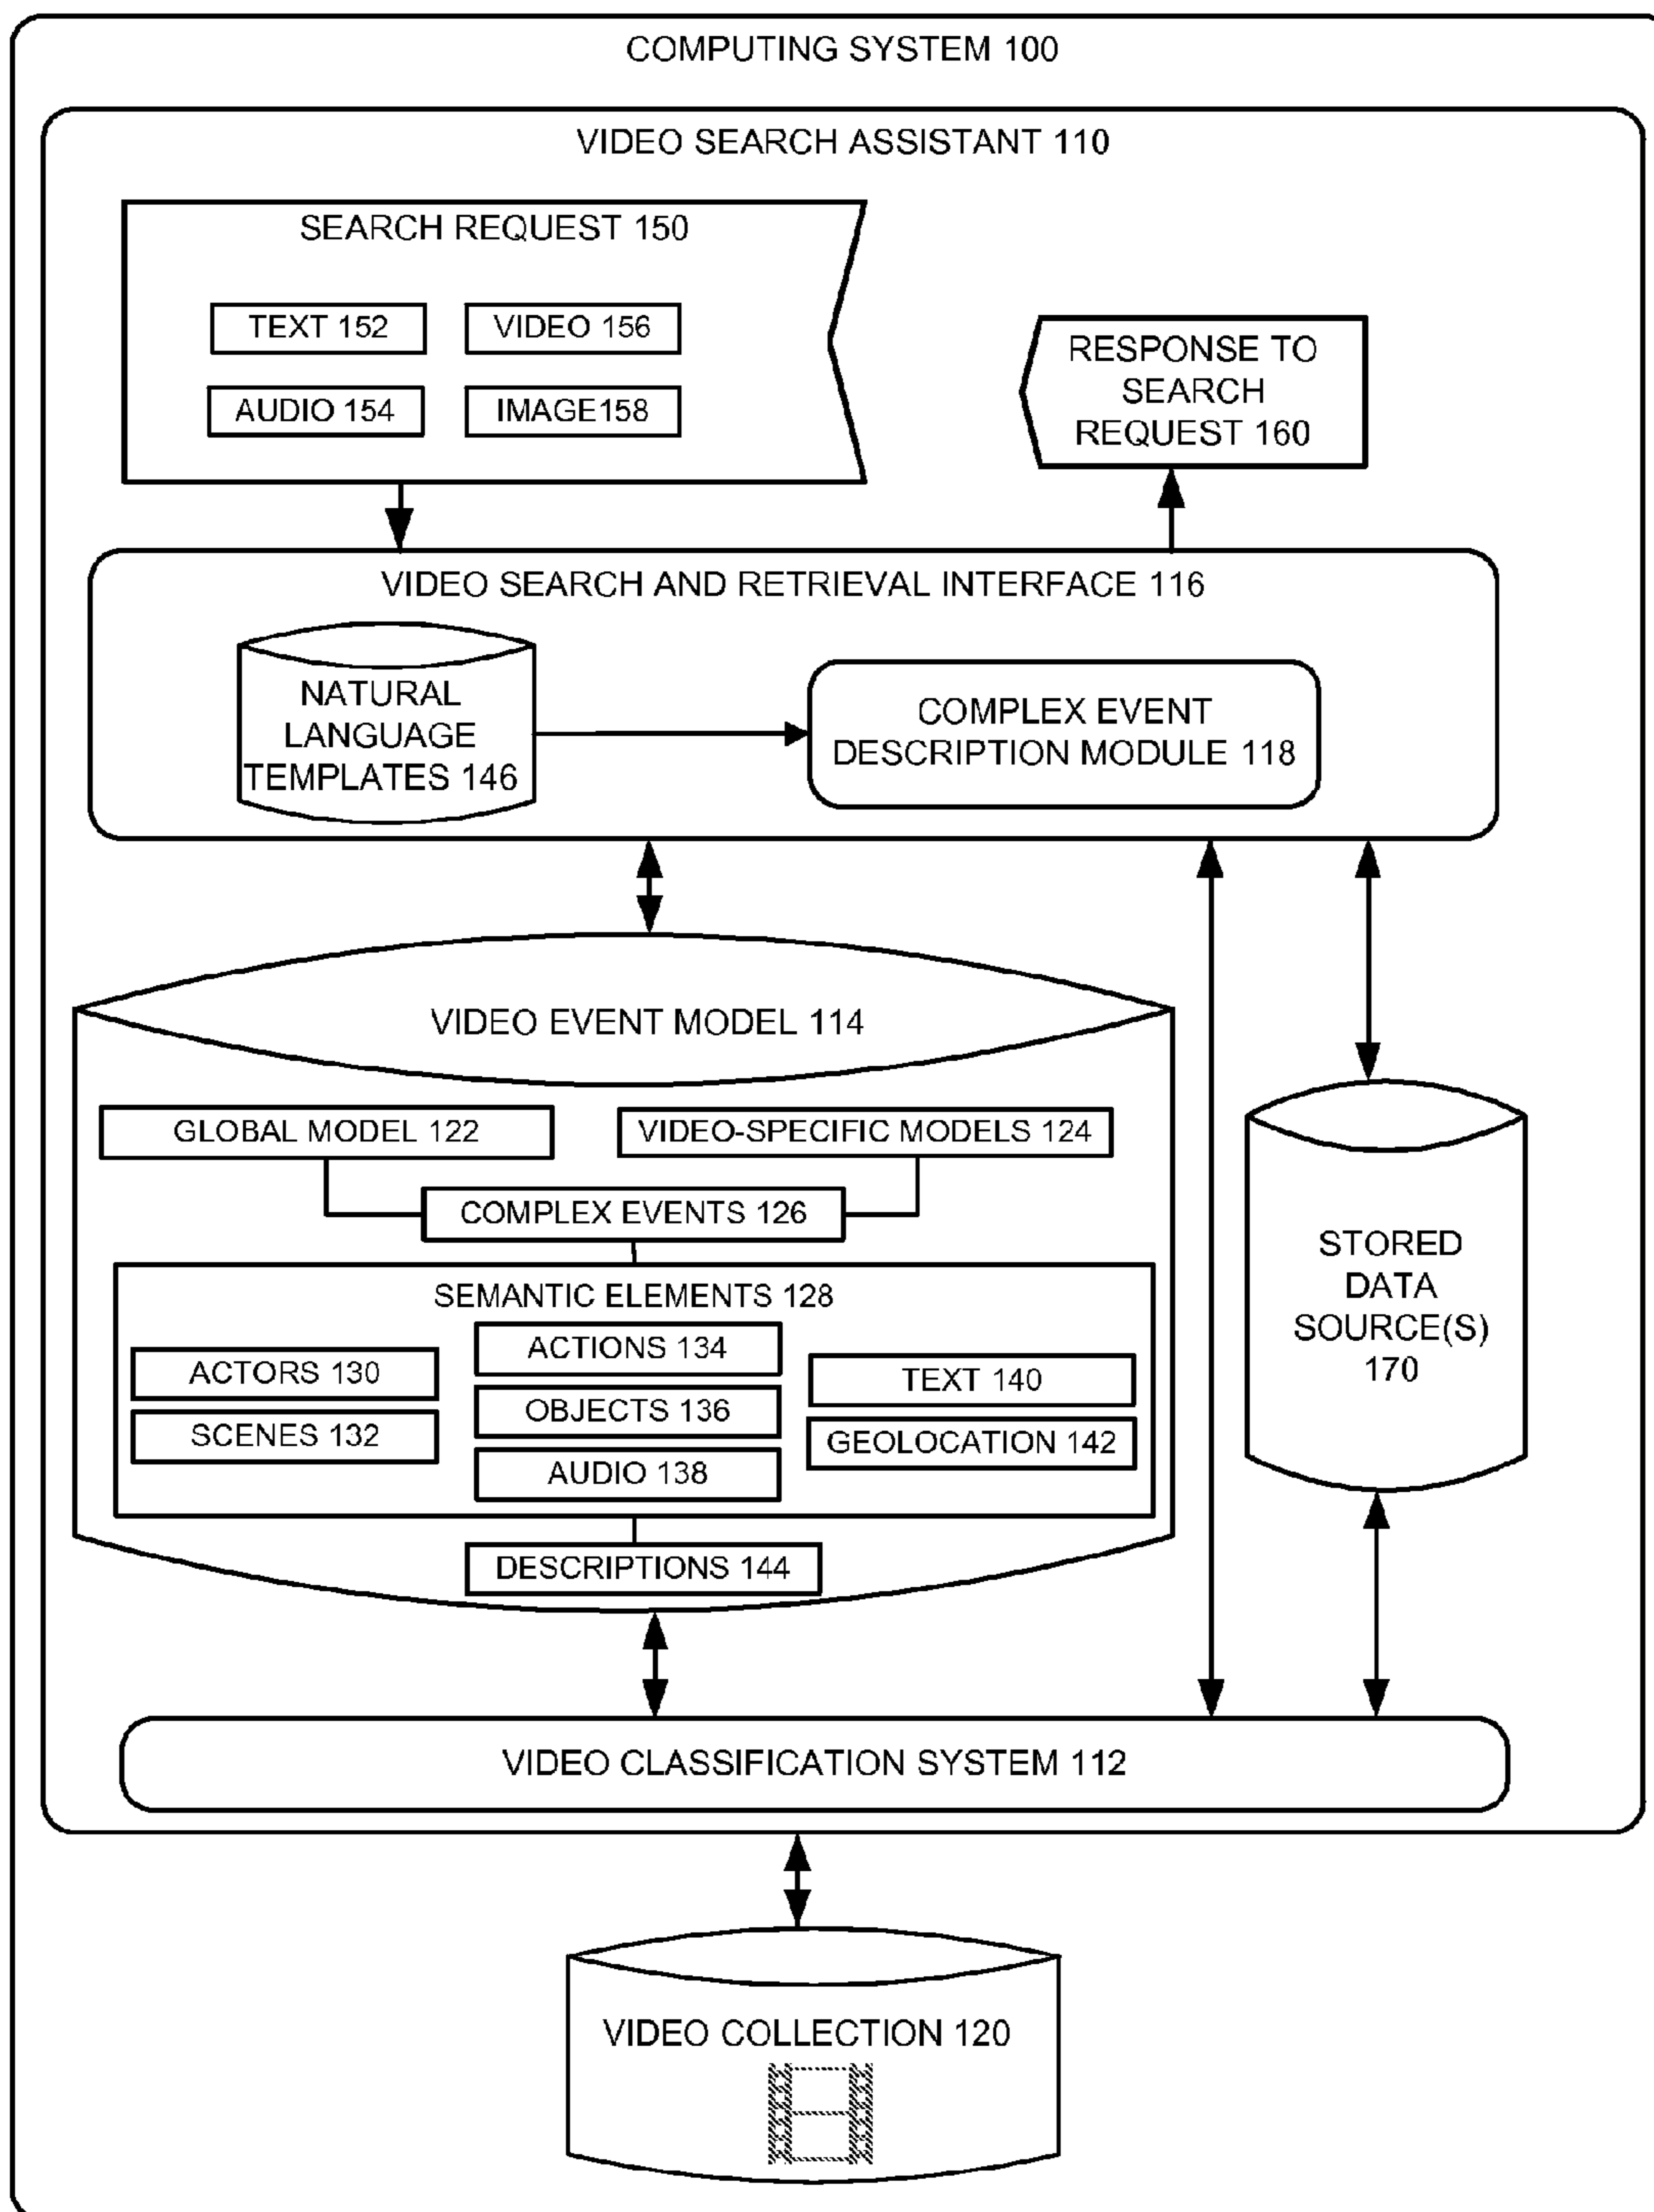 COMPUTING SYSTEM 100
VIDEO SEARCH ASSISTANT 110
SEARCH REQUEST 150
TEXT 152
VIDEO 156
AUDIO 154
IMAGE158
RESPONSE TO
SEARCH
REQUEST 160
VIDEO SEARCH AND RETRIEVAL INTERFACE 116
NATURAL
LANGUAGE
TEMPLATES 146
COMPLEX EVENT
DESCRIPTION MODULE 118
VIDEO EVENT MODEL 114
GLOBAL MODEL 122
VIDEO-SPECIFIC MODELS 124
COMPLEX EVENTS 126
SEMANTIC ELEMENTS 128
ACTORS 130
SCENES 132
ACTIONS 134
OBJECTS 136
AUDIO 138
TEXT 140
GEOLOCATION 142
DESCRIPTIONS 144
STORED
DATA
SOURCE(S)
170
VIDEO CLASSIFICATION SYSTEM 112
VIDEO COLLECTION 120